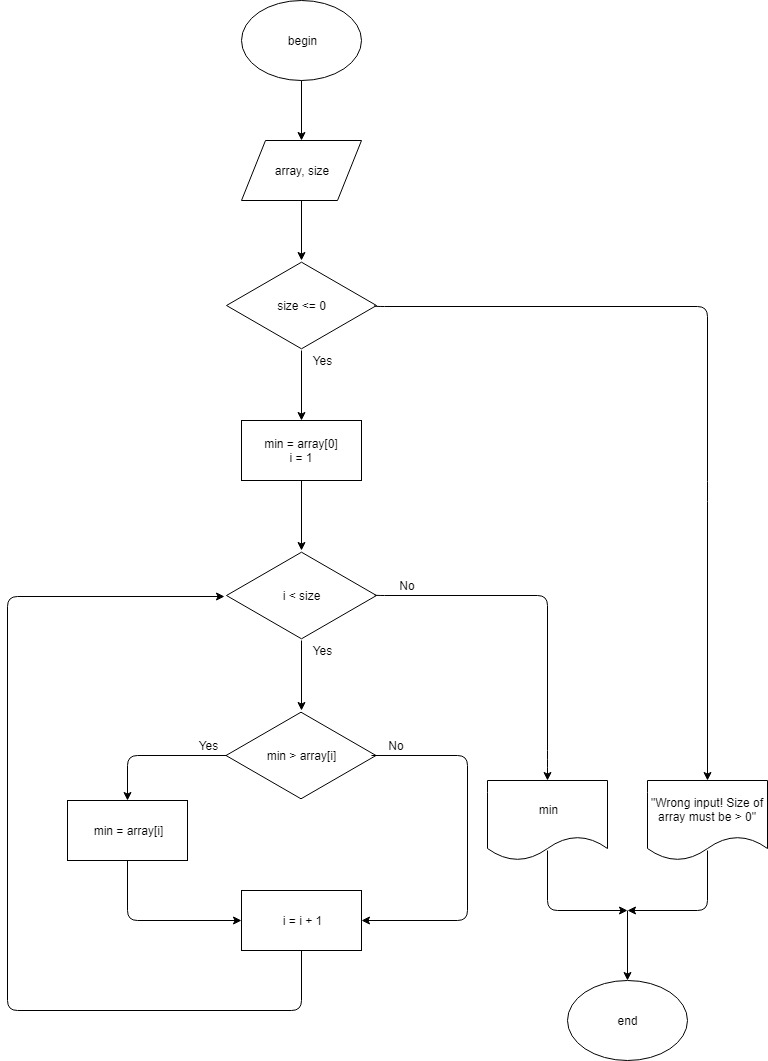 begin
array, size
size <= 0
Yes
min = array[0]
i = 1
i < size
No
Yes
min > array[i]
Yes
No
min = array[i]
min
"Wrong input! Size of
array must be > 0"
i = i + 1
end